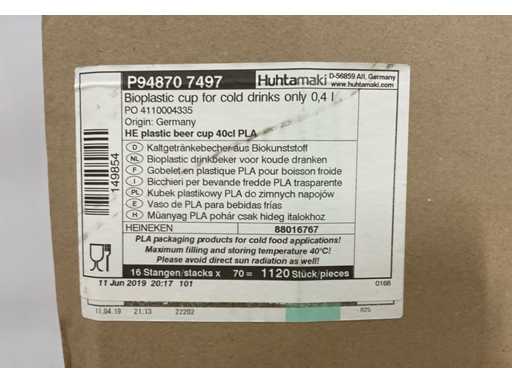 P94870 7497
Huhtamaki
D-56859 Alf, Germany
www.huhtamaki.com
Bioplastic cup for cold drinks only 0,4 l
PO 4110004335
Origin: Germany
HE plastic beer cup 40cl PLA
D Kaltgetränkebecher aus Biokunststoff
NL Bioplastic drinkbeker voor koude dranken
F Gobelet en plastique PLA pour boisson froide
I Bicchieri per bevande fredde PLA trasparente
PL Kubek plastikowy PLA do zimnych napojów
E Vaso de PLA para bebidas frías
H Müanyag PLA pohár csak hideg italokhoz
149854
HEINEKEN 88016767
PLA packaging products for cold food applications!
Maximum filling and storing temperature 40°C!
Please avoid direct sun radiation as well!
16 Stangen/stacks x 70 = 1120 Stück/pieces
11 Jun 2019 20:17 101
0168
11.04.19 21:13 22202